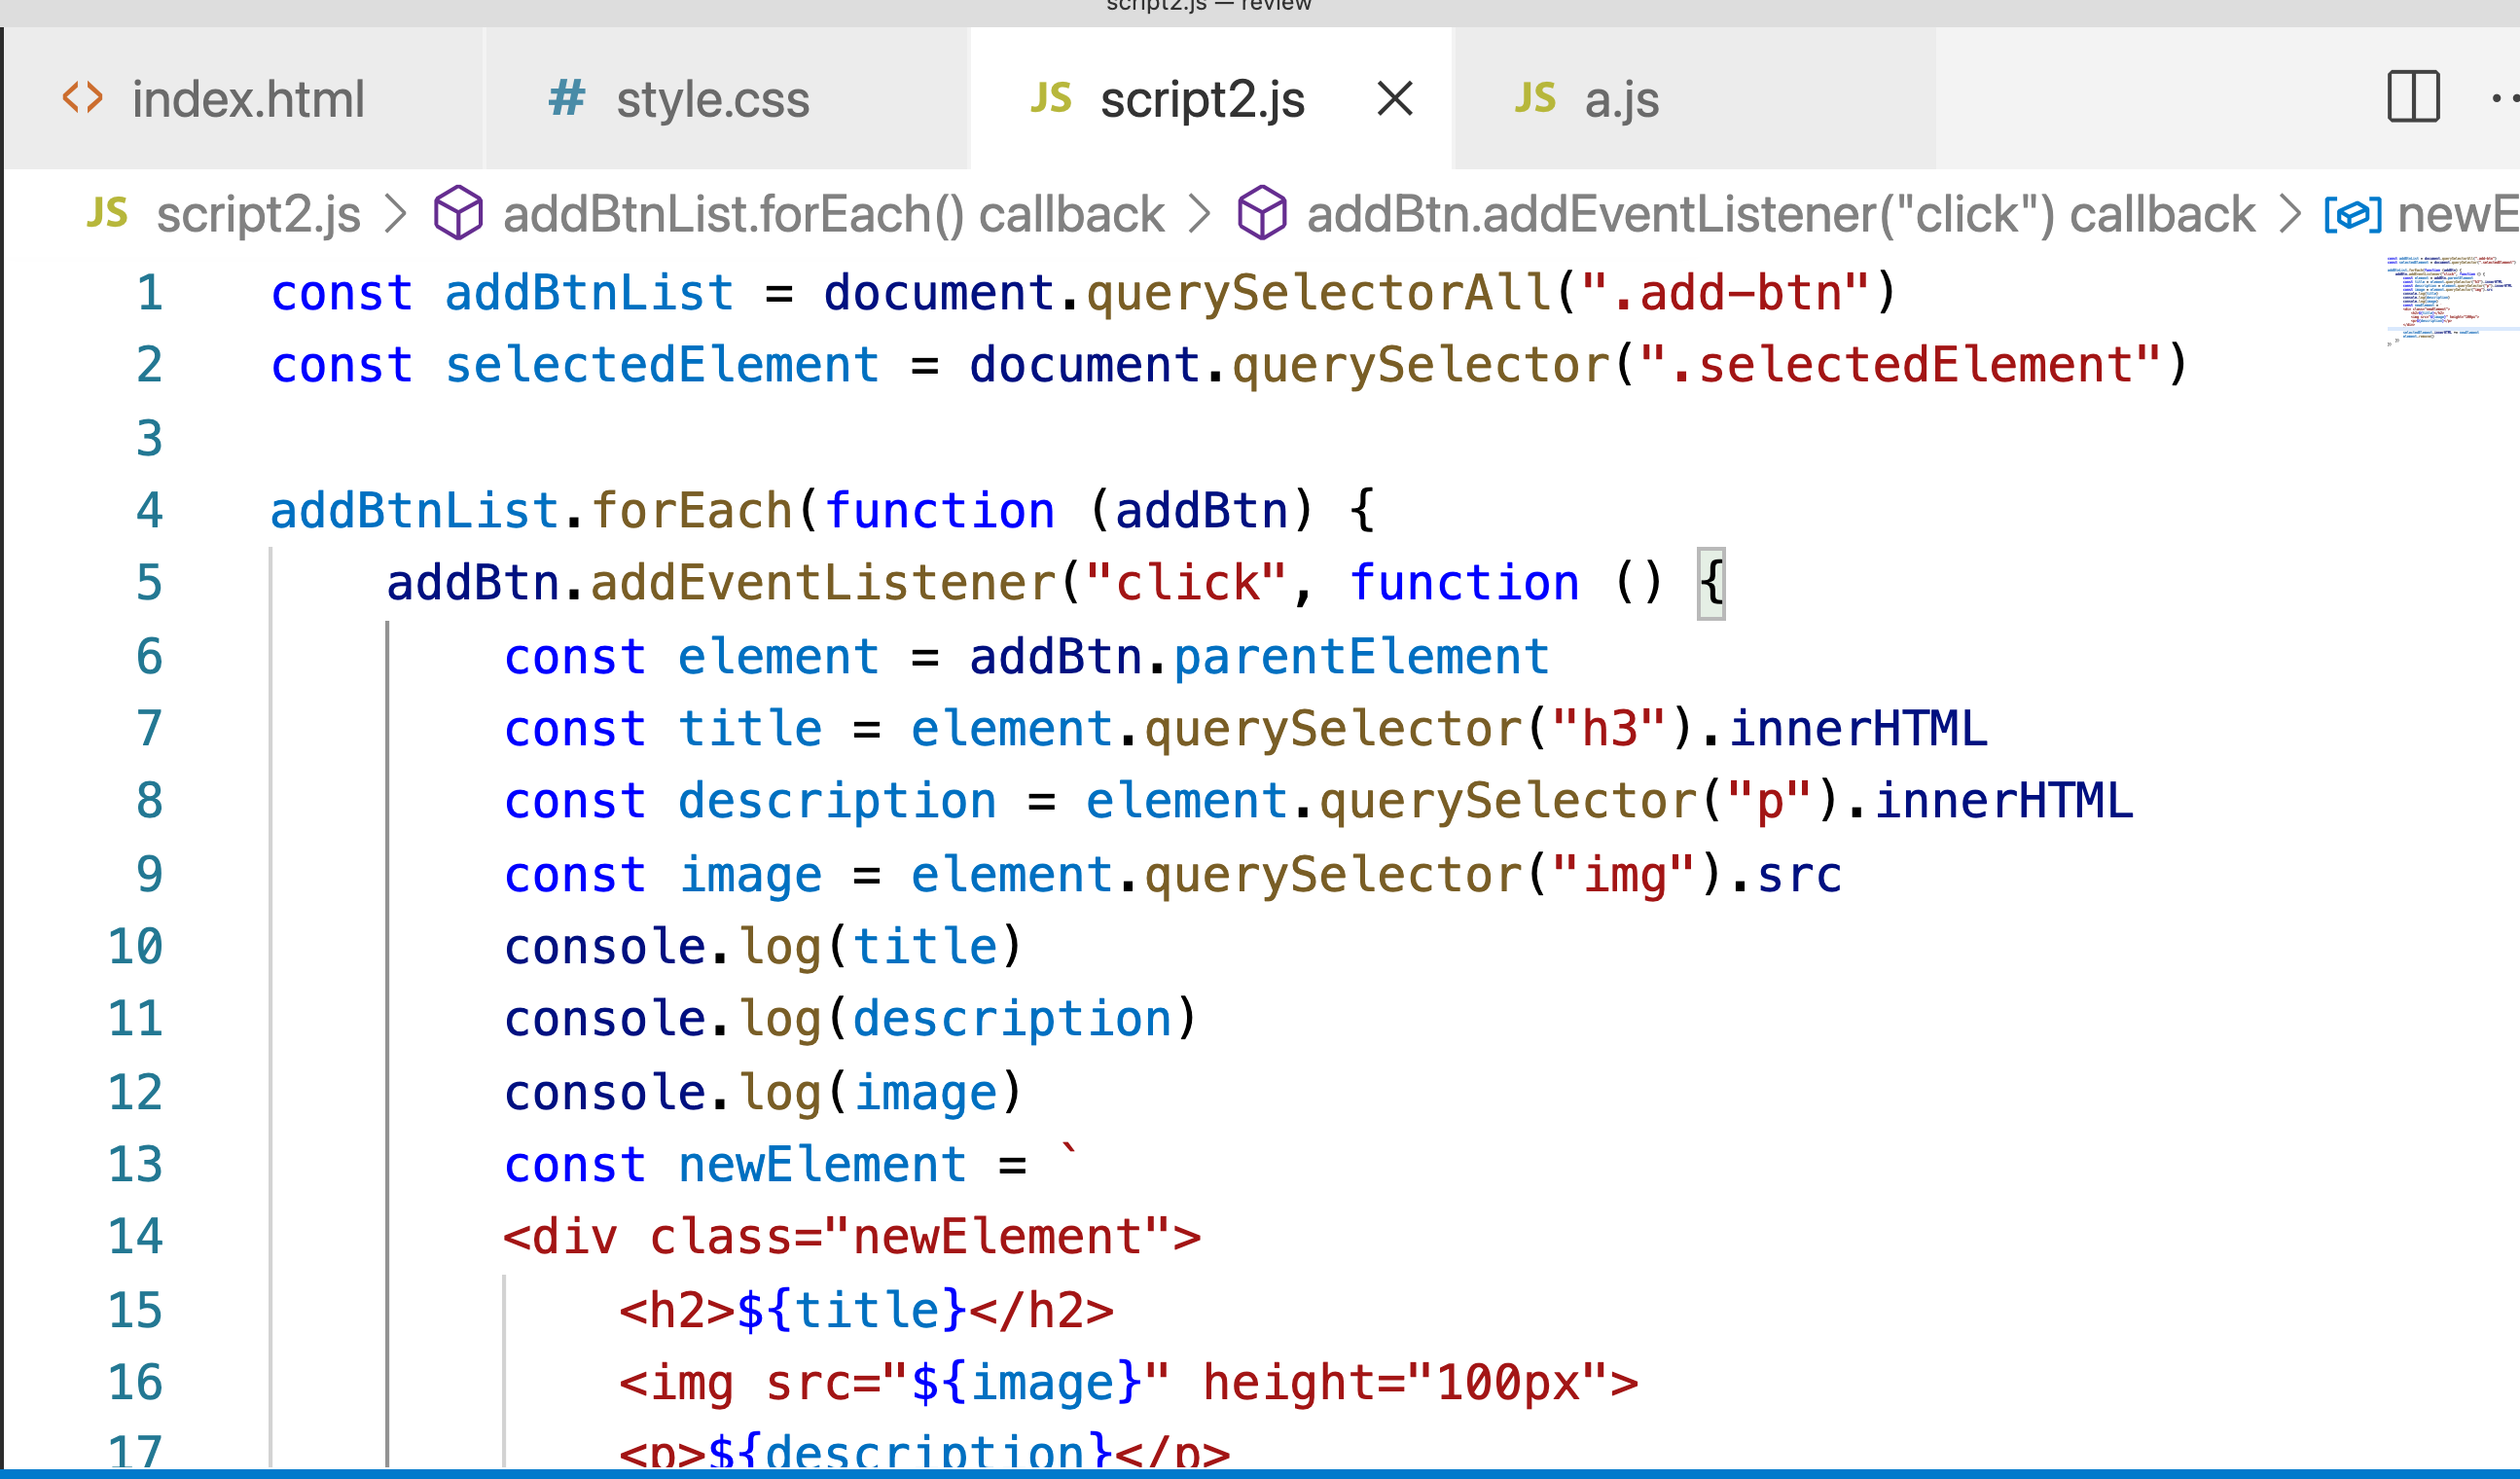 script2.js — review
index.html
style.css
JS script2.js
JS a.js
JS script2.js > addBtnList.forEach() callback > addBtn.addEventListener("click") callback > newE
1 const addBtnList = document.querySelectorAll(".add-btn")
2 const selectedElement = document.querySelector(".selectedElement")
3
4 addBtnList.forEach(function (addBtn) {
5 addBtn.addEventListener("click", function () {
6 const element = addBtn.parentElement
7 const title = element.querySelector("h3").innerHTML
8 const description = element.querySelector("p").innerHTML
9 const image = element.querySelector("img").src
10 console.log(title)
11 console.log(description)
12 console.log(image)
13 const newElement = `
14 <div class="newElement">
15 <h2>${title}</h2>
16 <img src="${image}" height="100px">
17 <p>${description}</p>